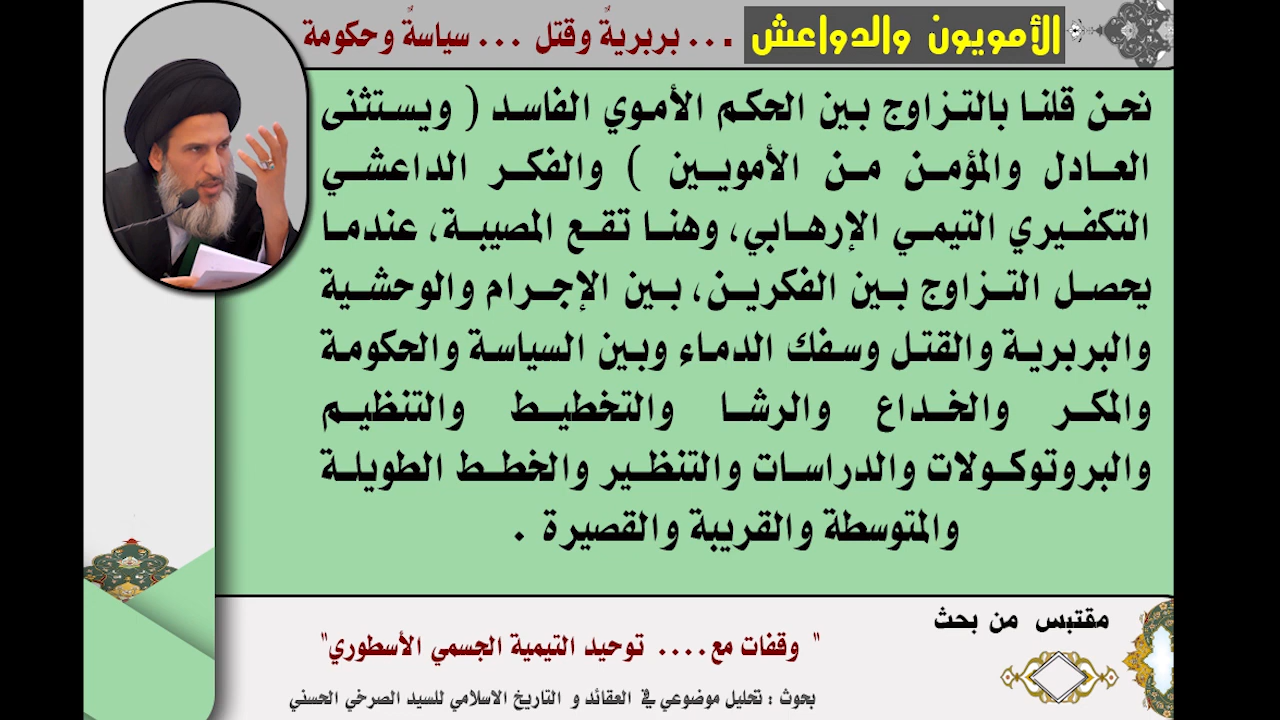 الأمويون والدواعش ... بربريةٌ وقتل ... سياسةٌ وحكومة
نحن قلنا بالتزاوج بين الحكم الأموي الفاسد ( ويستثنى
العادل والمؤمن من الأمويين ) والفكر الداعشي
التكفيري التيمي الإرهابي، وهنا تقع المصيبة، عندما
يحصل التزاوج بين الفكرين، بين الإجرام والوحشية
والبربرية والقتل وسفك الدماء وبين السياسة والحكومة
والمكر والخداع والرشا والتخطيط والتنظيم
والبروتوكولات والدراسات والتنظير والخطط الطويلة
والمتوسطة والقريبة والقصيرة .
مقتبس من بحث
" وقفات مع.... توحيد التيمية الجسمي الأسطوري"
بحوث : تحليل موضوعي في العقائد و التاريخ الاسلامي للسيد الصرخي الحسني